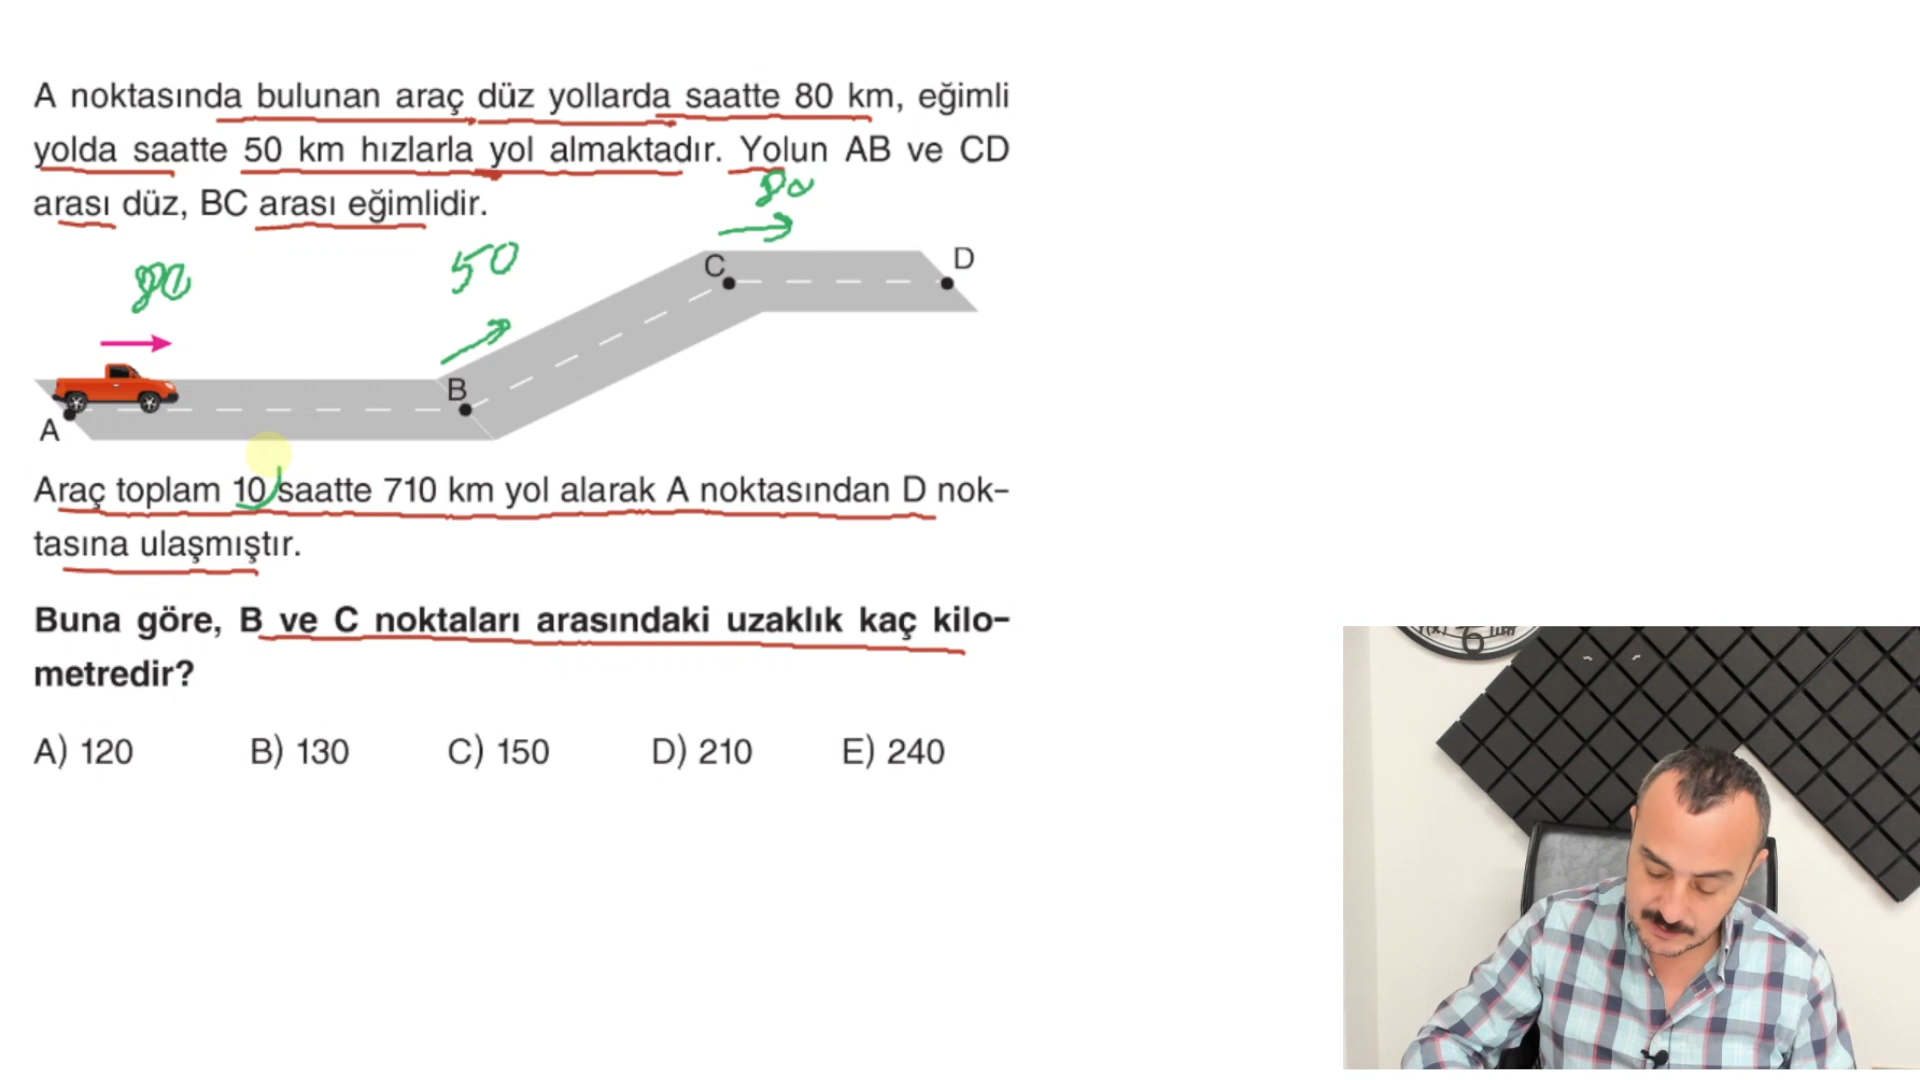 A noktasında bulunan araç düz yollarda saatte 80 km, eğimli
yolda saatte 50 km hızlarla yol almaktadır. Yolun AB ve CD
arası düz, BC arası eğimlidir.
80
50
80
A
B
C
D
Araç toplam 10 saatte 710 km yol alarak A noktasından D nok-
tasına ulaşmıştır.
Buna göre, B ve C noktaları arasındaki uzaklık kaç kilo-
metredir?
A) 120 B) 130 C) 150 D) 210 E) 240
6